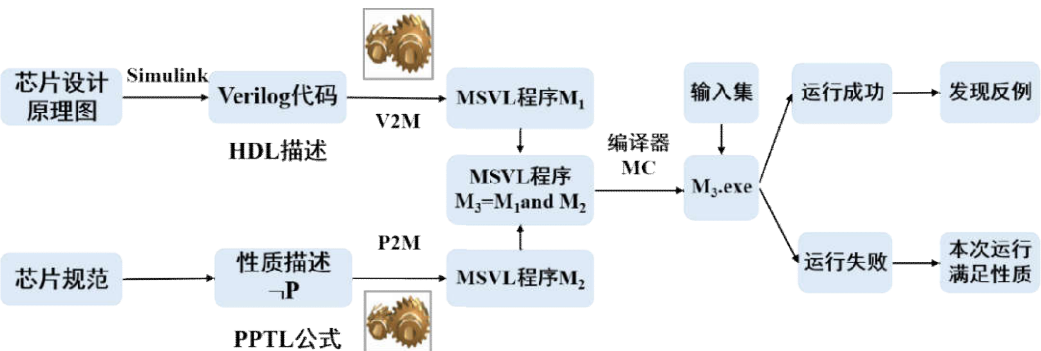 芯片设计
原理图
Simulink
Verilog代码
HDL描述
V2M
MSVL程序M₁
MSVL程序
M₃=M₁and M₂
编译器
MC
输入集
M₃.exe
运行成功
发现反例
芯片规范
性质描述
¬P
PPTL公式
P2M
MSVL程序M₂
运行失败
本次运行
满足性质